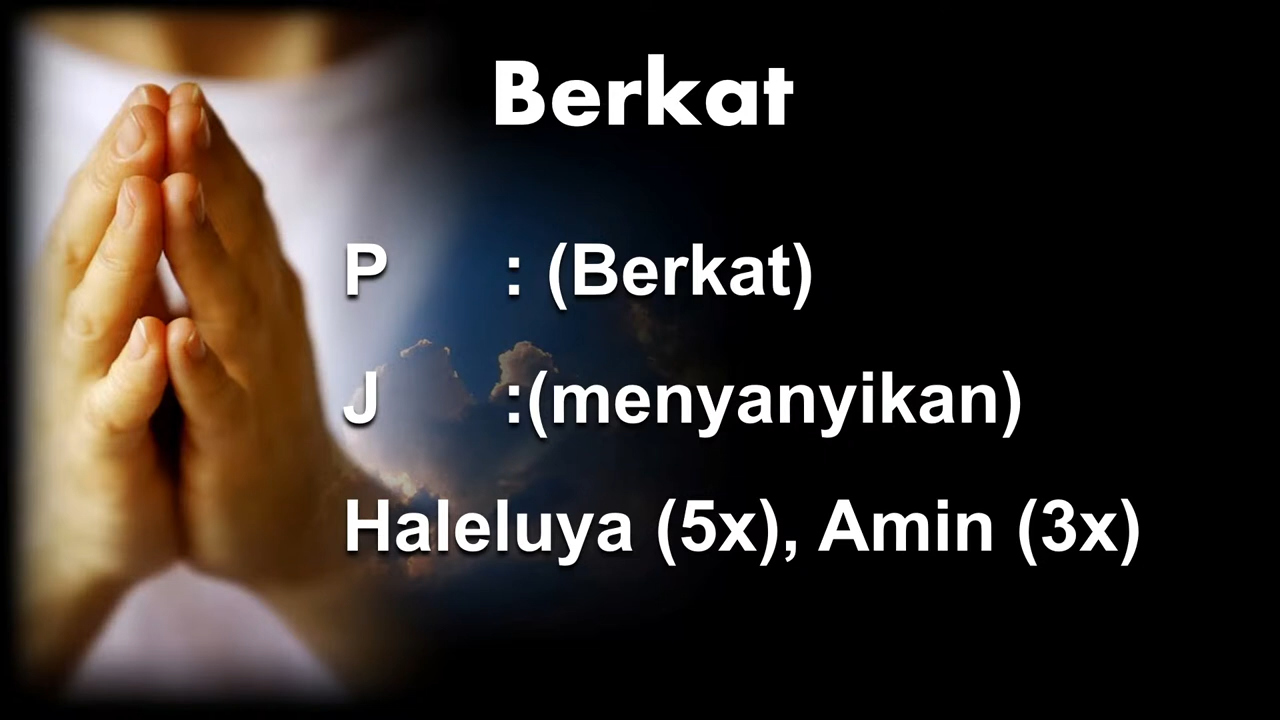 Berkat
P : (Berkat)
J :(menyanyikan)
Haleluya (5x), Amin (3x)